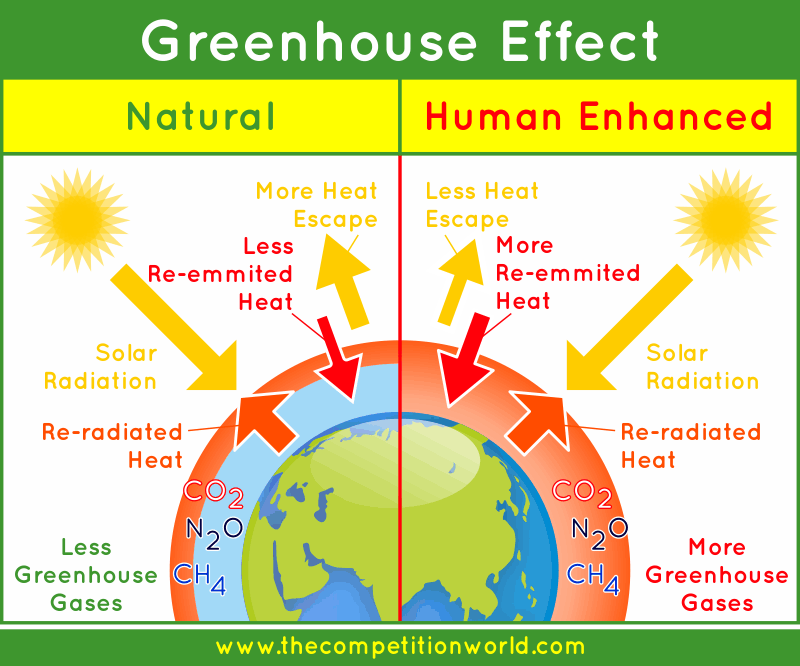 Greenhouse Effect
Natural
Human Enhanced
More Heat
Escape
Less
Re-emmited
Heat
Solar
Radiation
Re-radiated
Heat
CO2
N2O
CH4
Less
Greenhouse
Gases
Less Heat
Escape
More
Re-emmited
Heat
Solar
Radiation
Re-radiated
Heat
CO2
N2O
CH4
More
Greenhouse
Gases
www.thecompetitionworld.com